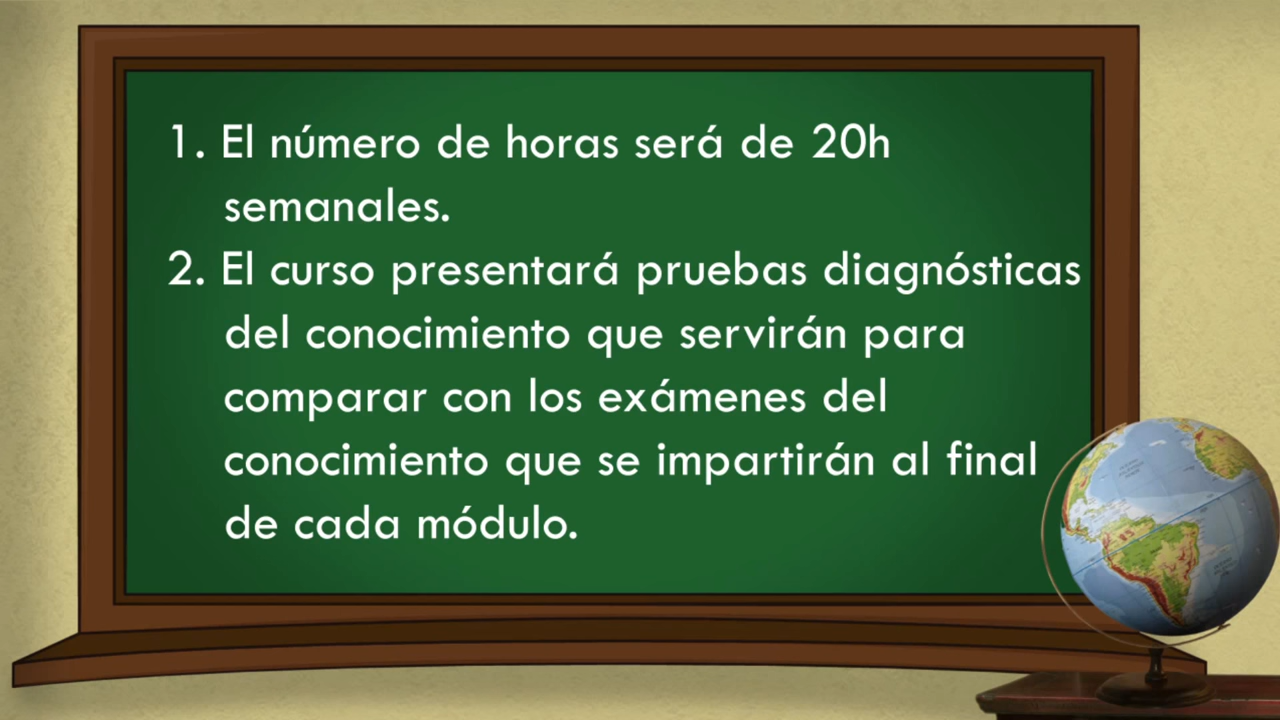 1. El número de horas será de 20h
semanales.
2. El curso presentará pruebas diagnósticas
del conocimiento que servirán para
comparar con los exámenes del
conocimiento que se impartirán al final
de cada módulo.